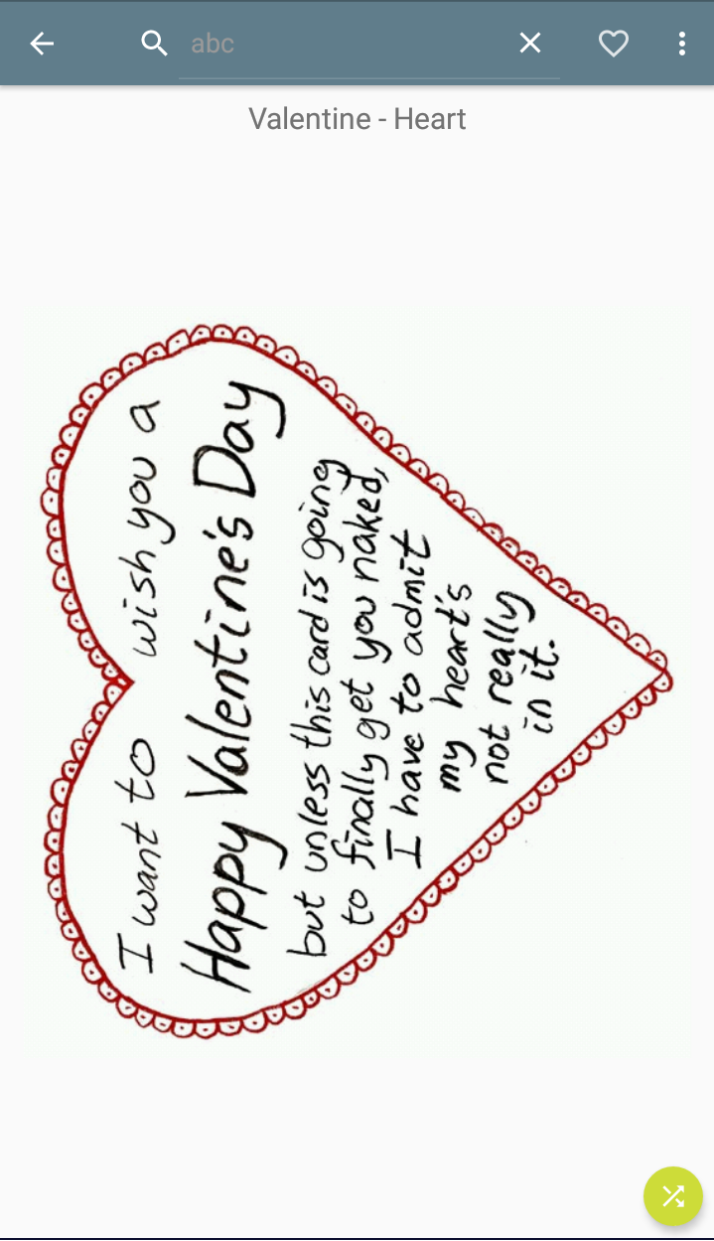 abc
Valentine - Heart
I want to wish you a
Happy Valentine's Day
but unless this card is going
to finally get you naked,
I have to admit
my heart's
not really
in it.